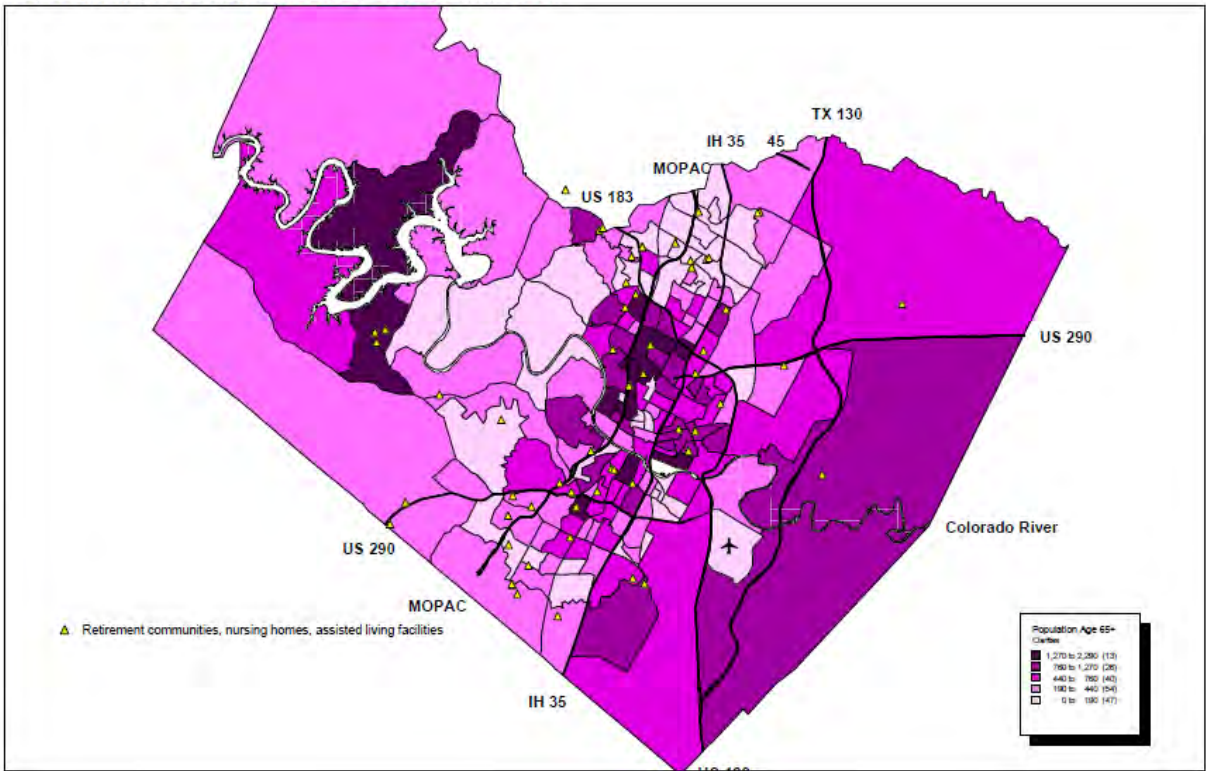 TX 130
IH 35 45
MOPAC
US 183
US 290
Colorado River
US 290
MOPAC
Retirement communities, nursing homes, assisted living facilities
IH 35
Population Age 65+
1,270 to 2,290 (13)
760 to 1,270 (26)
440 to 760 (40)
190 to 440 (54)
0 to 190 (47)